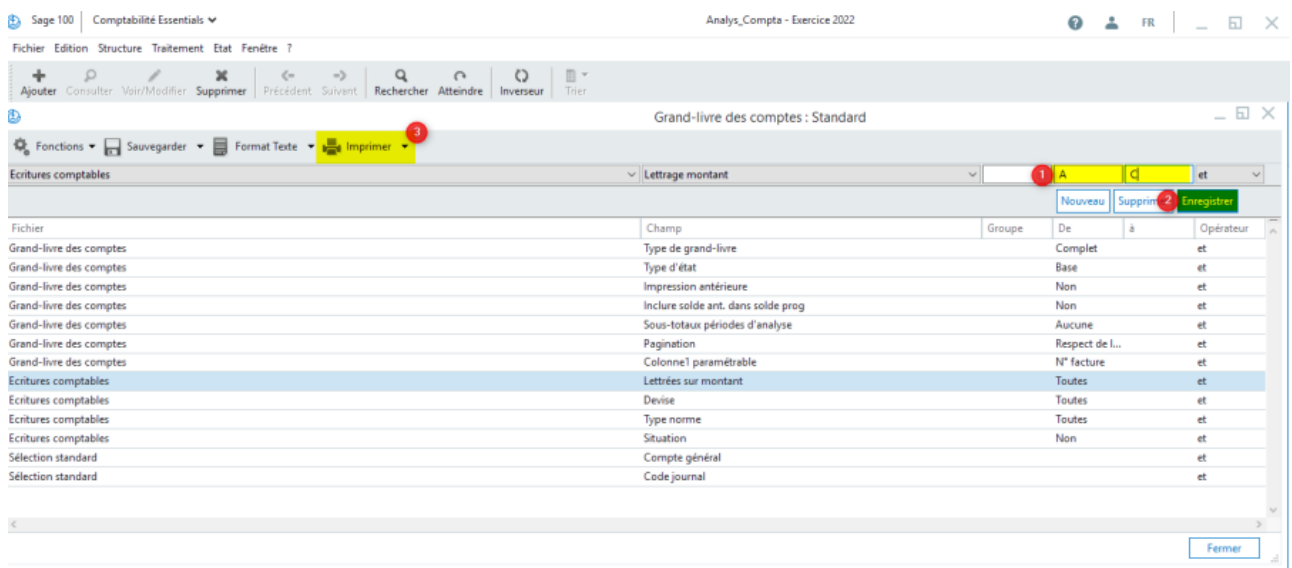 Sage 100 Comptabilité Essentials Analys_Compta - Exercice 2022 FR
Fichier Edition Structure Traitement Etat Fenêtre ?
Ajouter Consulter Voir/Modifier Supprimer Précédent Suivant Rechercher Atteindre Inverseur Trier
Grand-livre des comptes : Standard
3
Fonctions Sauvegarder Format Texte Imprimer
Ecritures comptables Lettrage montant 1 A C et
Nouveau 2 Enregistrer
Fichier Champ Groupe De à Opérateur
Grand-livre des comptes Type de grand-livre Complet et
Grand-livre des comptes Type d'état Base et
Grand-livre des comptes Impression antérieure Non et
Grand-livre des comptes Inclure solde ant. dans solde prog Non et
Grand-livre des comptes Sous-totaux périodes d'analyse Aucune et
Grand-livre des comptes Pagination Respect de l... et
Grand-livre des comptes Colonne1 paramétrable N° facture et
Ecritures comptables Lettrées sur montant Toutes et
Ecritures comptables Devise Toutes et
Ecritures comptables Type norme Toutes et
Ecritures comptables Situation Non et
Sélection standard Compte général et
Sélection standard Code journal et
Fermer